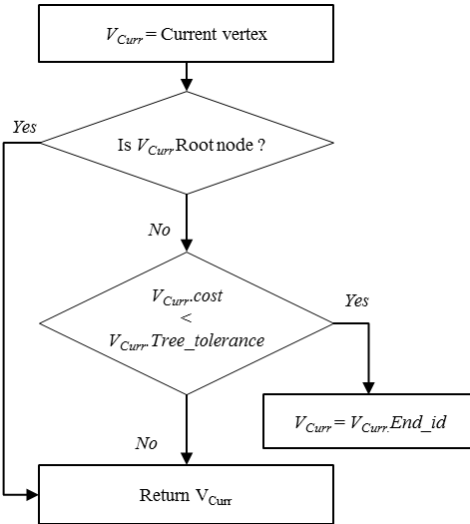 V_Curr = Current vertex
Yes
Is V_Curr Root node ?
No
V_Curr.cost
<
V_Curr.Tree_tolerance
Yes
V_Curr = V_Curr.End_id
No
Return V_Curr